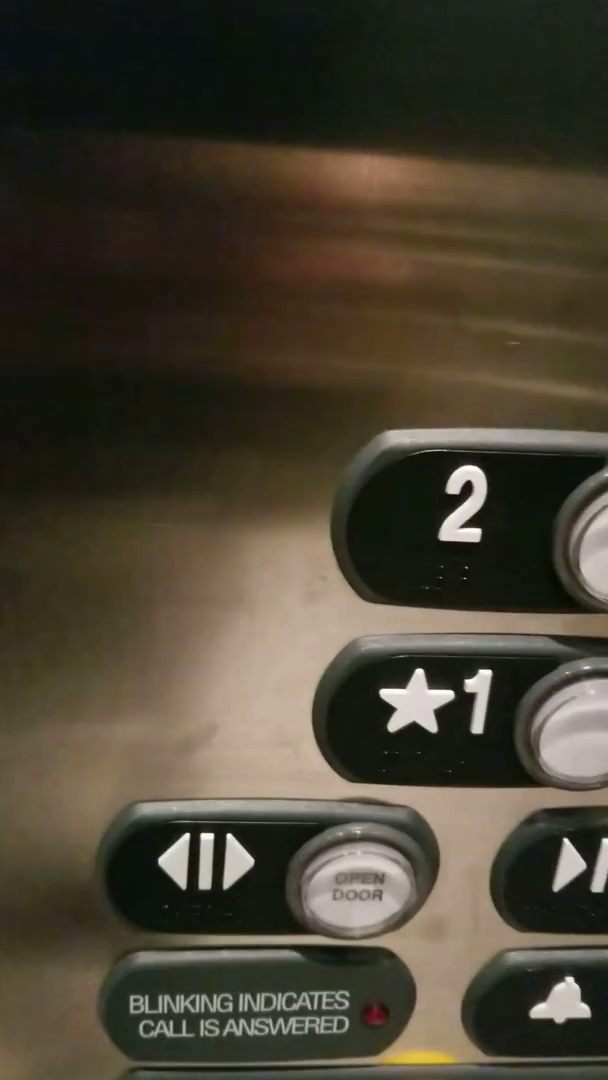 2
★1
OPEN
DOOR
BLINKING INDICATES
CALL IS ANSWERED